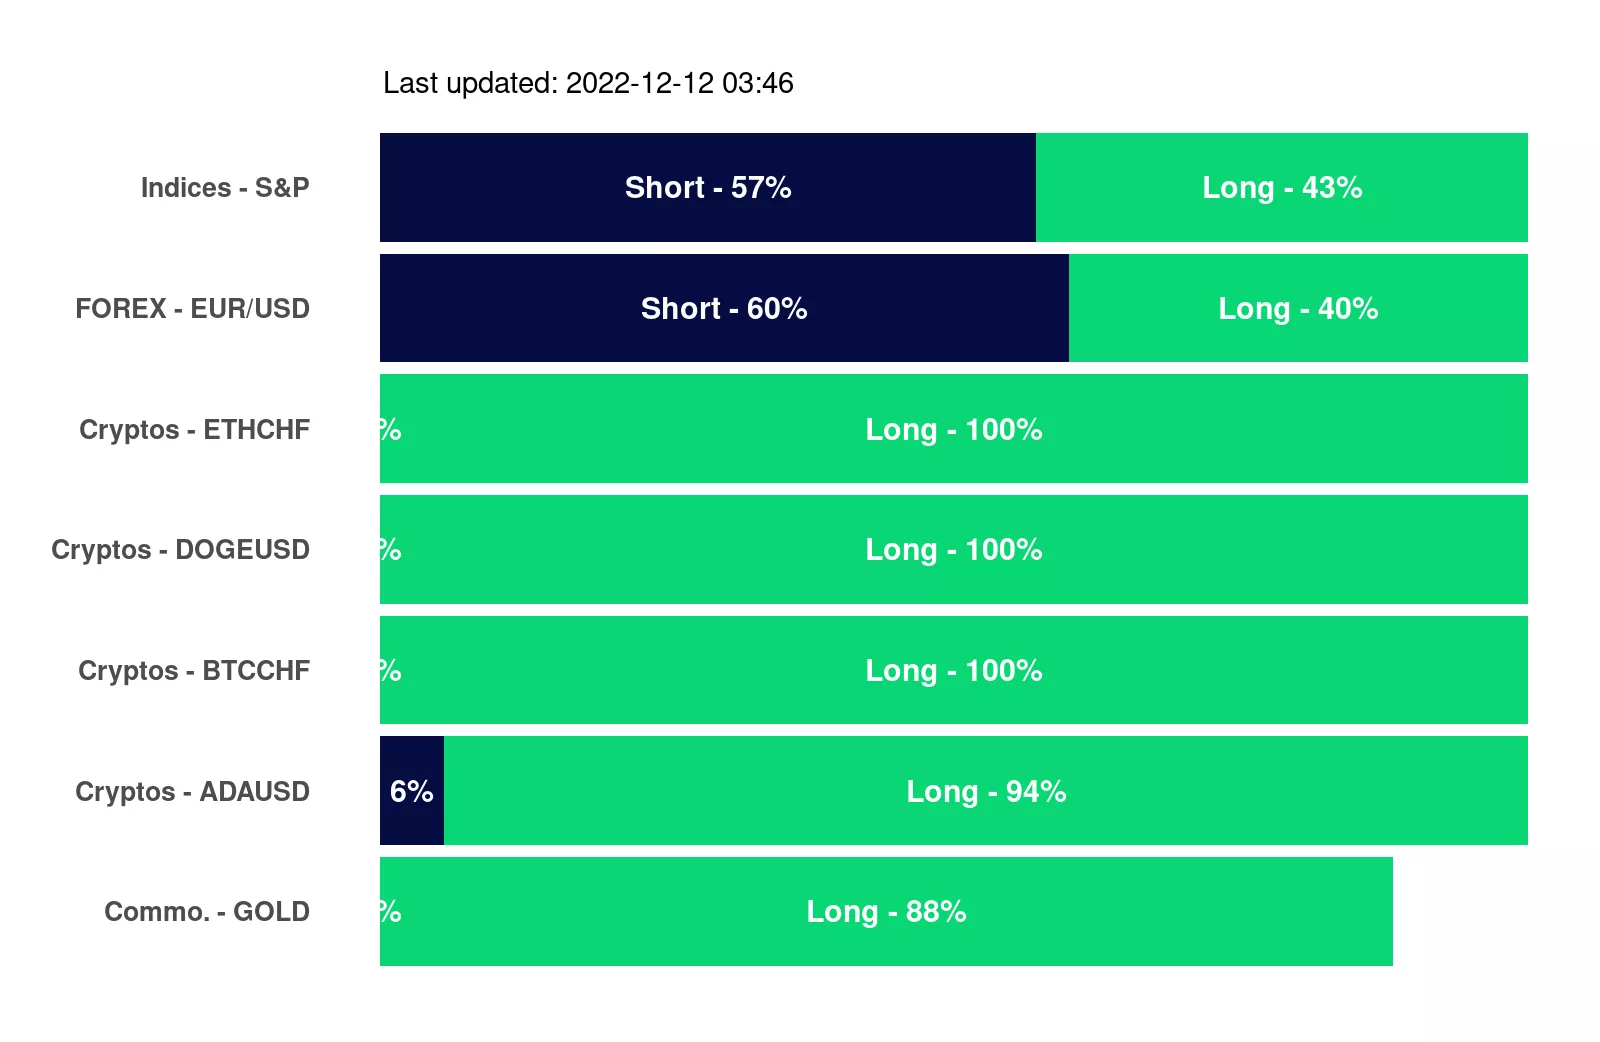 Last updated: 2022-12-12 03:46
Indices - S&P Short - 57% Long - 43%
FOREX - EUR/USD Short - 60% Long - 40%
Cryptos - ETHCHF % Long - 100%
Cryptos - DOGEUSD % Long - 100%
Cryptos - BTCCHF % Long - 100%
Cryptos - ADAUSD 6% Long - 94%
Commo. - GOLD % Long - 88%